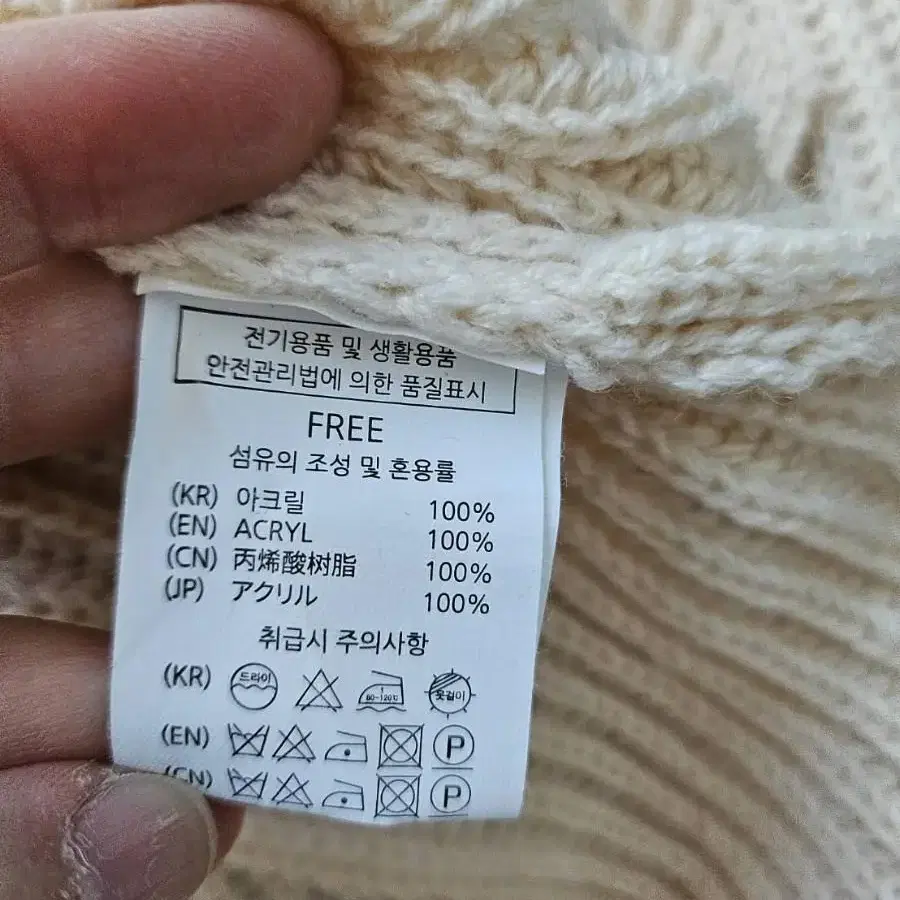 전기용품 및 생활용품
안전관리법에 의한 품질표시
FREE
섬유의 조성 및 혼용률
(KR) 아크릴 100%
(EN) ACRYL 100%
(CN) 丙烯酸树脂 100%
(JP) アクリル 100%
취급시 주의사항
(KR) 드라이 80-120℃ 옷걸이
(EN) P
(CN) P